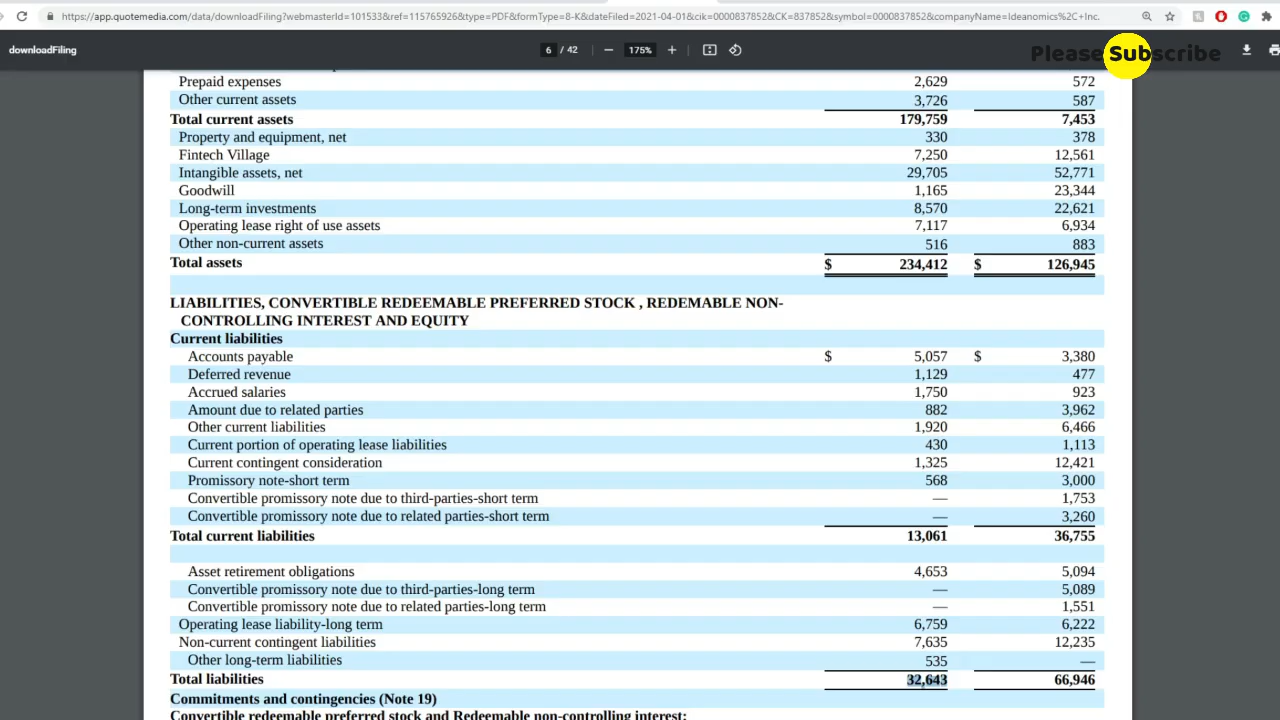 https://app.quotemedia.com/data/downloadFiling?webmasterId=101533&ref=115765926&type=PDF&formType=8-K&dateFiled=2021-04-01&cik=0000837852&CK=837852&symbol=0000837852&companyName=Ideanomics%2C+Inc.
downloadFiling
6 / 42
175%
Please Subscribe
Prepaid expenses 2,629 572
Other current assets 3,726 587
Total current assets 179,759 7,453
Property and equipment, net 330 378
Fintech Village 7,250 12,561
Intangible assets, net 29,705 52,771
Goodwill 1,165 23,344
Long-term investments 8,570 22,621
Operating lease right of use assets 7,117 6,934
Other non-current assets 516 883
Total assets $ 234,412 $ 126,945
LIABILITIES, CONVERTIBLE REDEEMABLE PREFERRED STOCK , REDEMABLE NON-
CONTROLLING INTEREST AND EQUITY
Current liabilities
Accounts payable $ 5,057 $ 3,380
Deferred revenue 1,129 477
Accrued salaries 1,750 923
Amount due to related parties 882 3,962
Other current liabilities 1,920 6,466
Current portion of operating lease liabilities 430 1,113
Current contingent consideration 1,325 12,421
Promissory note-short term 568 3,000
Convertible promissory note due to third-parties-short term — 1,753
Convertible promissory note due to related parties-short term — 3,260
Total current liabilities 13,061 36,755
Asset retirement obligations 4,653 5,094
Convertible promissory note due to third-parties-long term — 5,089
Convertible promissory note due to related parties-long term — 1,551
Operating lease liability-long term 6,759 6,222
Non-current contingent liabilities 7,635 12,235
Other long-term liabilities 535 —
Total liabilities 32,643 66,946
Commitments and contingencies (Note 19)
Convertible redeemable preferred stock and Redeemable non-controlling interest: